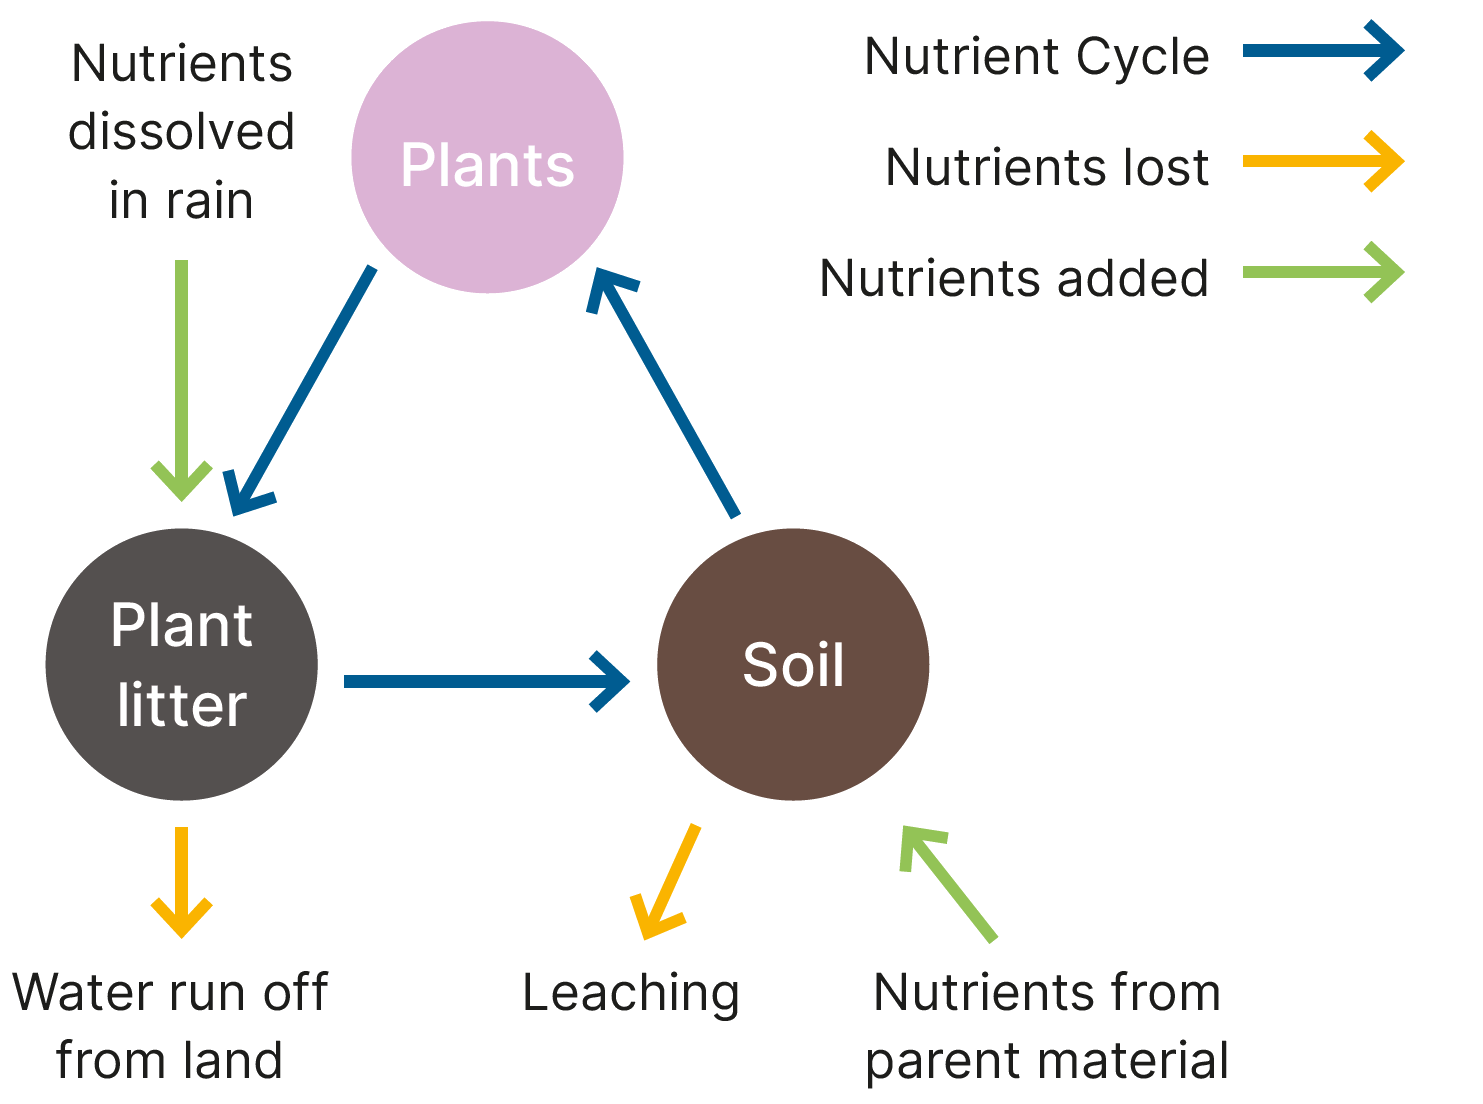 Nutrients
dissolved
in rain
Plants
Nutrient Cycle
Nutrients lost
Nutrients added
Plant
litter
Soil
Water run off
from land
Leaching
Nutrients from
parent material